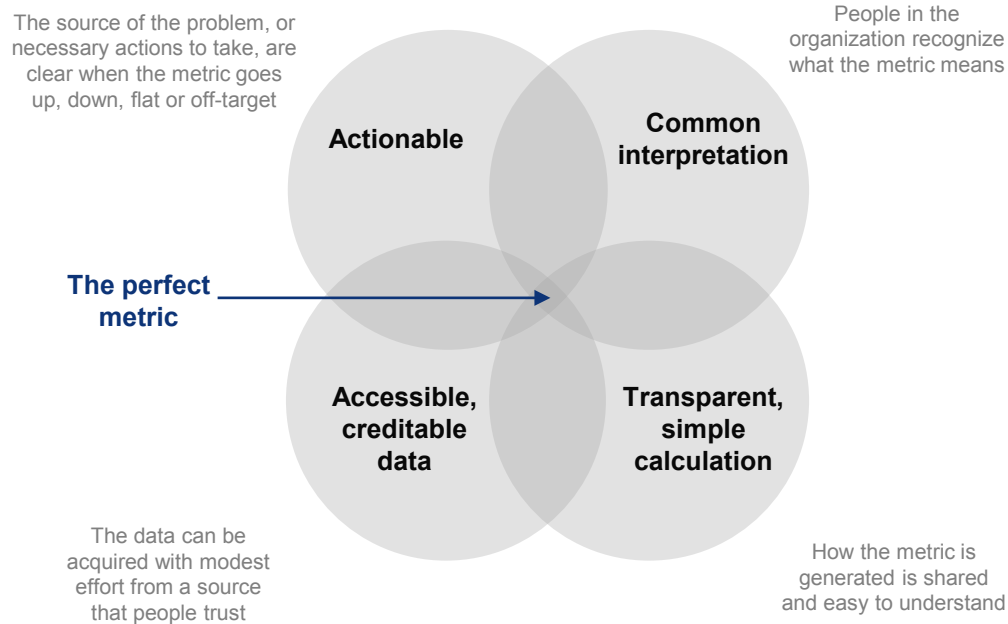 The source of the problem, or
necessary actions to take, are
clear when the metric goes
up, down, flat or off-target
People in the
organization recognize
what the metric means
Actionable
Common
interpretation
The perfect
metric
Accessible,
creditable
data
Transparent,
simple
calculation
The data can be
acquired with modest
effort from a source
that people trust
How the metric is
generated is shared
and easy to understand